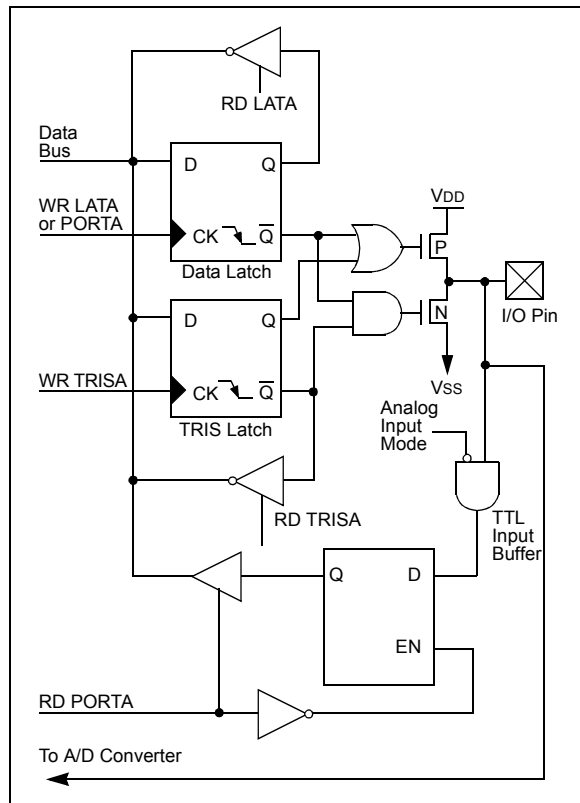 RD LATA
Data
Bus
D Q
WR LATA
or PORTA
CK Q
Data Latch
VDD
P
I/O Pin
N
VSS
D Q
WR TRISA
CK Q
TRIS Latch
Analog
Input
Mode
RD TRISA
TTL
Input
Buffer
Q D
EN
RD PORTA
To A/D Converter